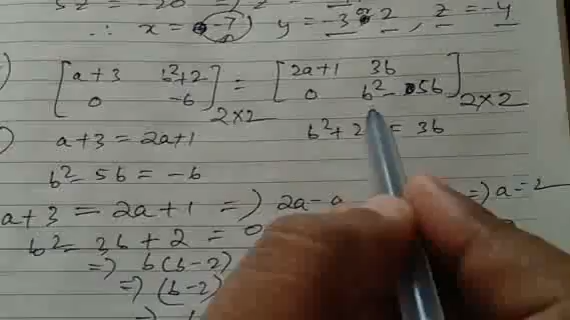 ∴ x = -7 y = -3 or 2, z = -4
[a+3 b²+2 = [2a+1 3b
0 -6]2×2 0 b²-5b]2×2
a+3 = 2a+1 b²+2 = 3b
b²-5b = -6
a+3 = 2a+1 ⇒ 2a-a ⇒ a=2
b²-3b+2 = 0
⇒ b(b-2)
⇒ (b-2)